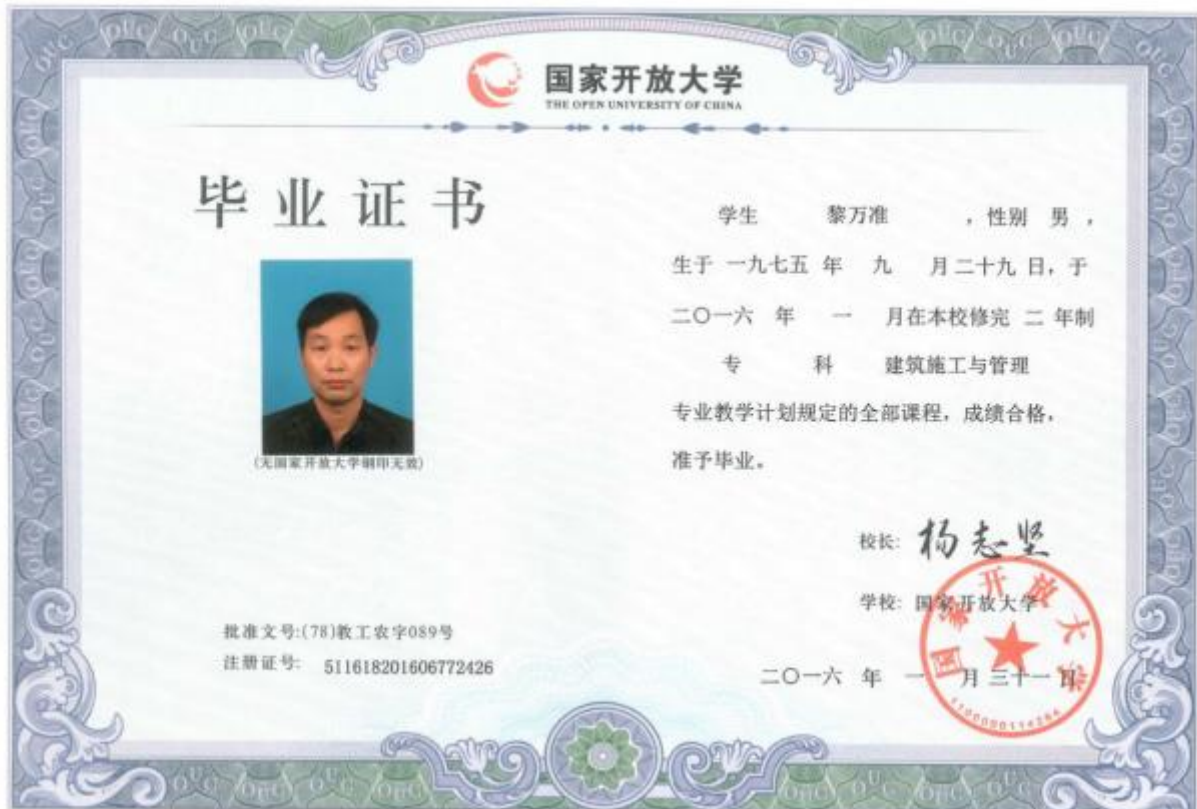 国家开放大学
THE OPEN UNIVERSITY OF CHINA
毕业证书
(无国家开放大学钢印无效)
批准文号:(78)教工农字089号
注册证号: 511618201606772426
学生 黎万准 ，性别 男 ，
生于 一九七五 年 九 月 二十九 日，于
二〇一六 年 一 月在本校修完 二 年制
专 科 建筑施工与管理
专业教学计划规定的全部课程，成绩合格，
准予毕业。
校长: 杨志坚
学校: 国家开放大学
二〇一六 年 一 月 三十一 日
国家开放大学
OUC